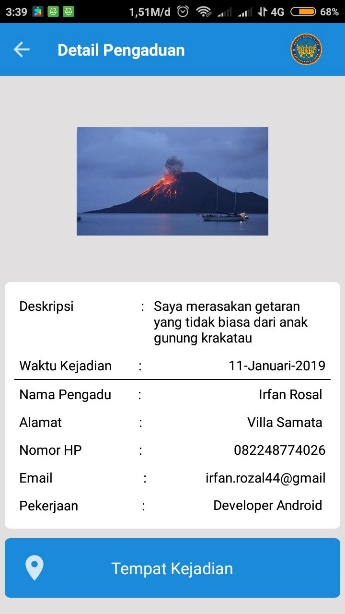 3:39 1,51M/d 4G 68%
Detail Pengaduan
Deskripsi : Saya merasakan getaran
yang tidak biasa dari anak
gunung krakatau
Waktu Kejadian : 11-Januari-2019
Nama Pengadu : Irfan Rosal
Alamat : Villa Samata
Nomor HP : 082248774026
Email : irfan.rozal44@gmail
Pekerjaan : Developer Android
Tempat Kejadian